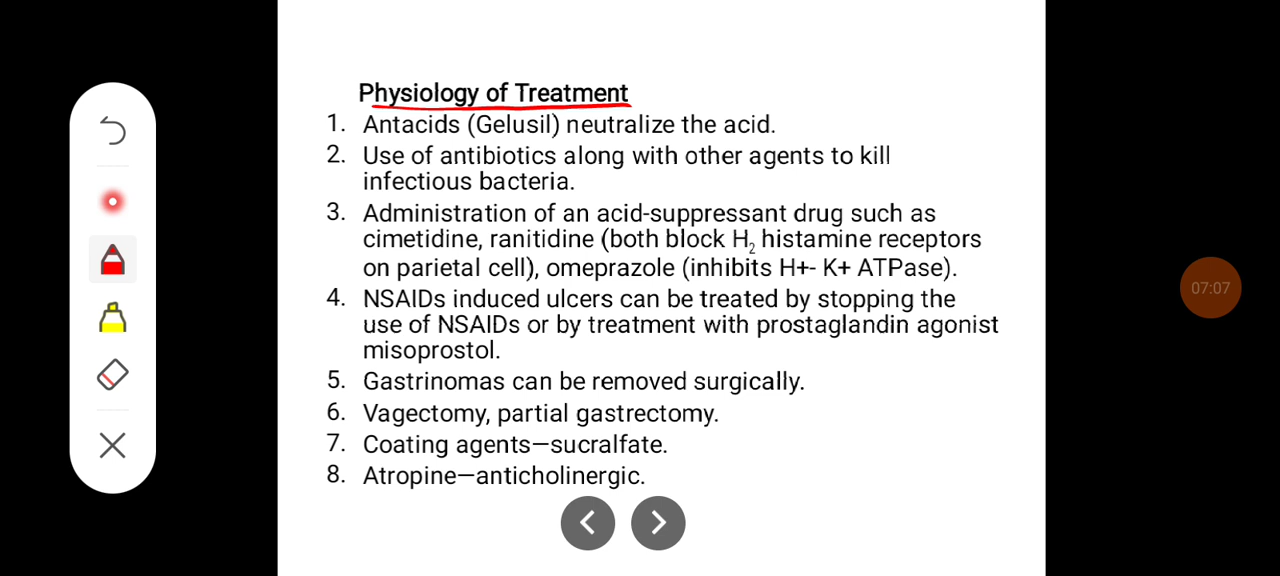 Physiology of Treatment
1. Antacids (Gelusil) neutralize the acid.
2. Use of antibiotics along with other agents to kill
infectious bacteria.
3. Administration of an acid-suppressant drug such as
cimetidine, ranitidine (both block H₂ histamine receptors
on parietal cell), omeprazole (inhibits H+- K+ ATPase).
4. NSAIDs induced ulcers can be treated by stopping the
use of NSAIDs or by treatment with prostaglandin agonist
misoprostol.
5. Gastrinomas can be removed surgically.
6. Vagectomy, partial gastrectomy.
7. Coating agents—sucralfate.
8. Atropine—anticholinergic.
07:07